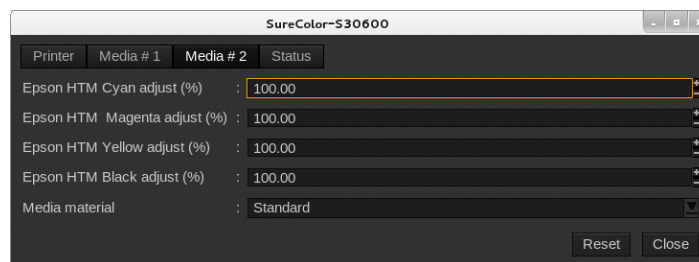 SureColor-S30600
Printer Media # 1 Media # 2 Status
Epson HTM Cyan adjust (%) : 100.00
Epson HTM  Magenta adjust (%) : 100.00
Epson HTM Yellow adjust (%) : 100.00
Epson HTM Black adjust (%) : 100.00
Media material : Standard
Reset Close